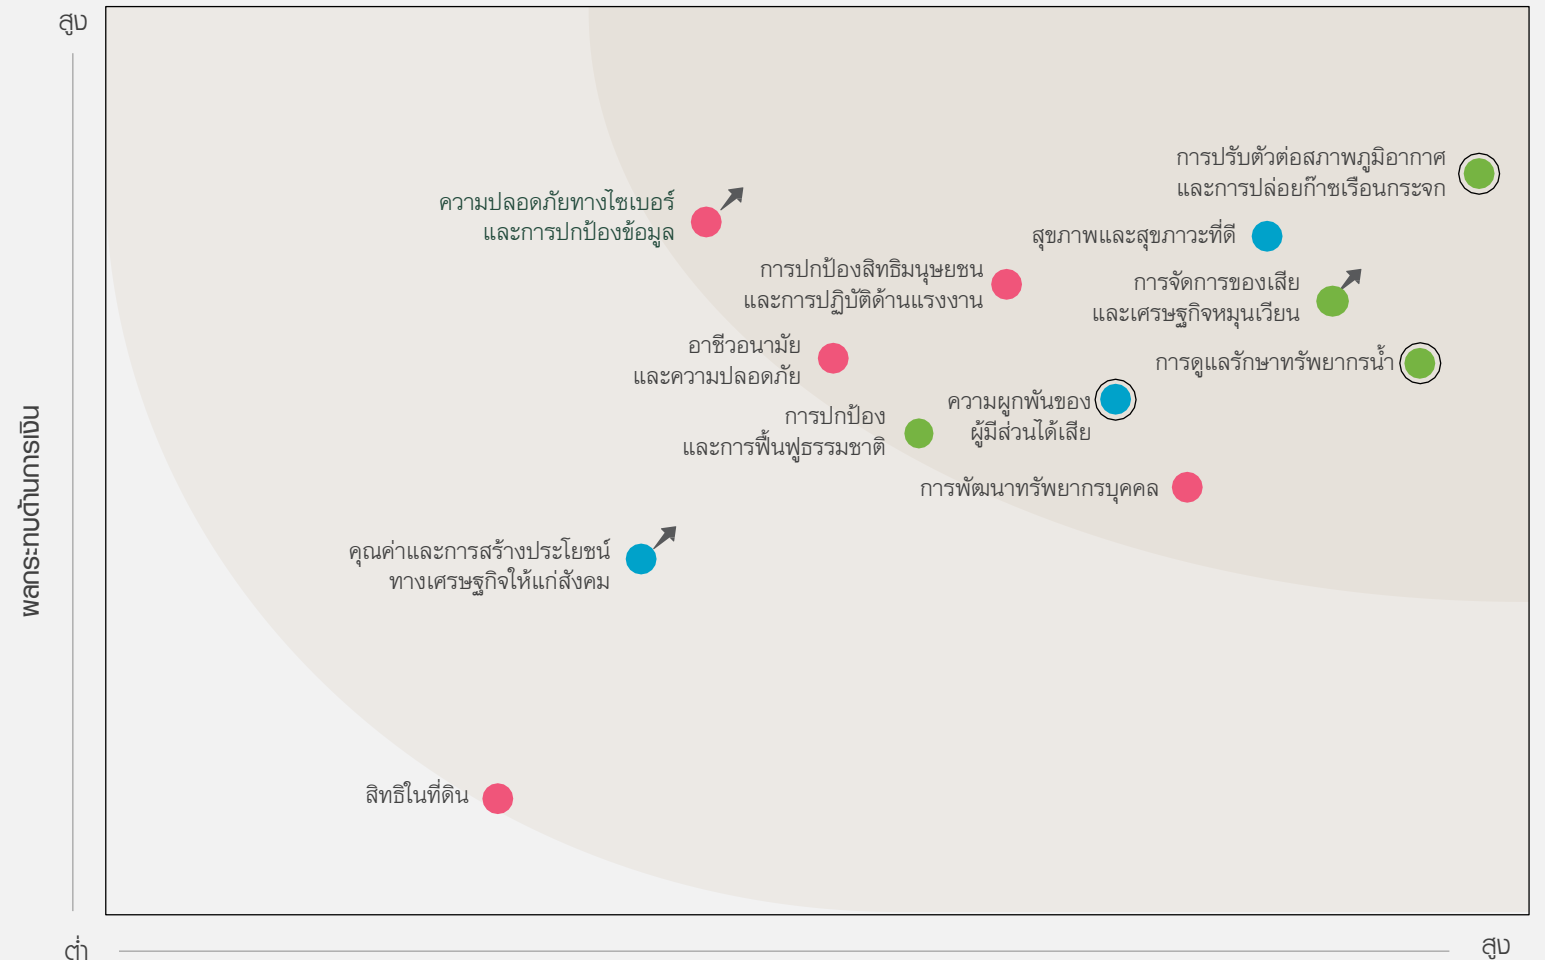 สูง
การปรับตัวต่อสภาพภูมิอากาศ
และการปล่อยก๊าซเรือนกระจก
ความปลอดภัยทางไซเบอร์
และการปกป้องข้อมูล
สุขภาพและสุขภาวะที่ดี
การปกป้องสิทธิมนุษยชน
และการปฏิบัติด้านแรงงาน
การจัดการของเสีย
และเศรษฐกิจหมุนเวียน
อาชีวอนามัย
และความปลอดภัย
การดูแลรักษาทรัพยากรน้ำ
ความผูกพันของ
ผู้มีส่วนได้เสีย
การปกป้อง
และการฟื้นฟูธรรมชาติ
การพัฒนาทรัพยากรบุคคล
ผลกระทบด้านการเงิน
คุณค่าและการสร้างประโยชน์
ทางเศรษฐกิจให้แก่สังคม
สิทธิในที่ดิน
ต่ำ
สูง